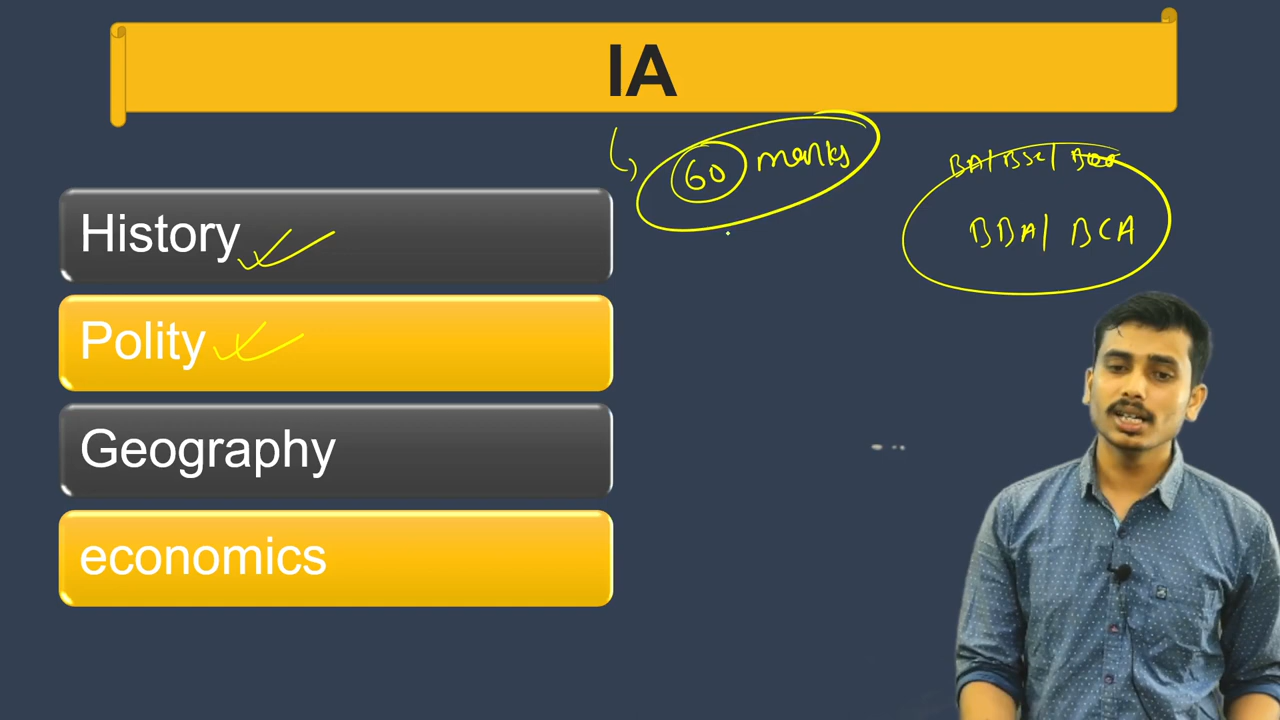 IA
60 marks
BA/BSC/
BBA/ BCA
History
Polity
Geography
economics